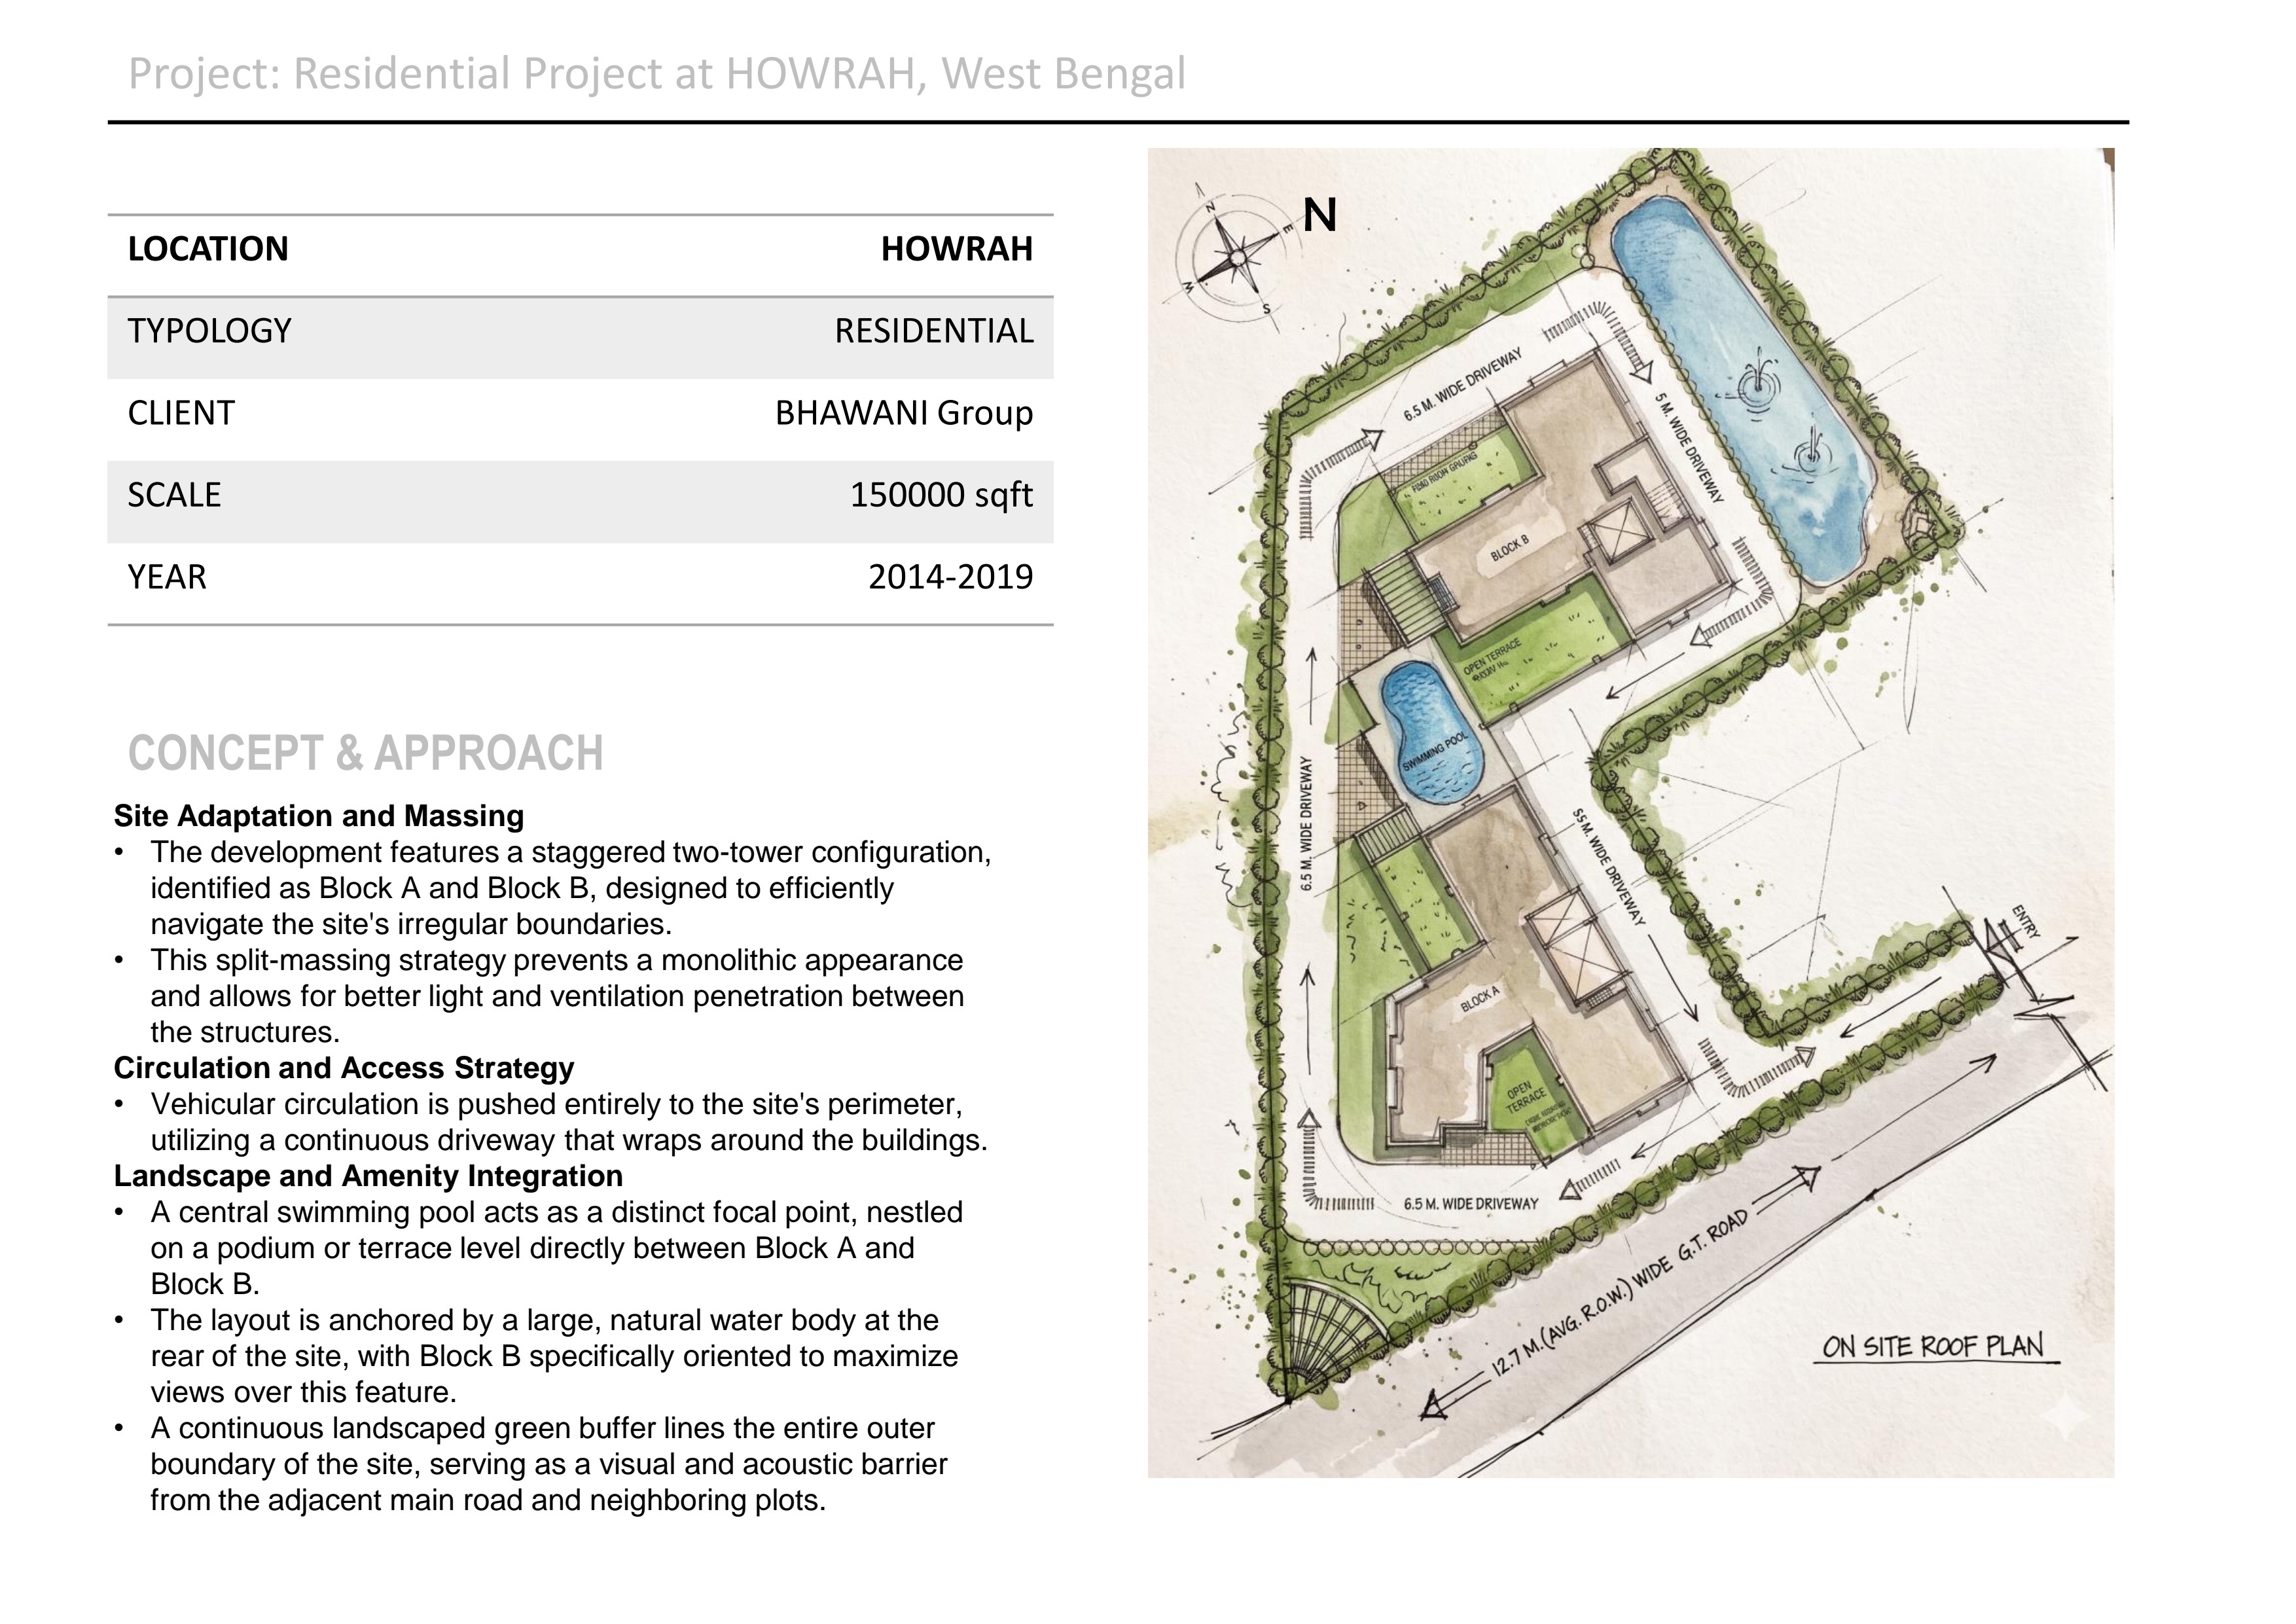 Project: Residential Project at HOWRAH, West Bengal
LOCATION HOWRAH
TYPOLOGY RESIDENTIAL
CLIENT BHAWANI Group
SCALE 150000 sqft
YEAR 2014-2019
CONCEPT & APPROACH
Site Adaptation and Massing
• The development features a staggered two-tower configuration,
identified as Block A and Block B, designed to efficiently
navigate the site's irregular boundaries.
• This split-massing strategy prevents a monolithic appearance
and allows for better light and ventilation penetration between
the structures.
Circulation and Access Strategy
• Vehicular circulation is pushed entirely to the site's perimeter,
utilizing a continuous driveway that wraps around the buildings.
Landscape and Amenity Integration
• A central swimming pool acts as a distinct focal point, nestled
on a podium or terrace level directly between Block A and
Block B.
• The layout is anchored by a large, natural water body at the
rear of the site, with Block B specifically oriented to maximize
views over this feature.
• A continuous landscaped green buffer lines the entire outer
boundary of the site, serving as a visual and acoustic barrier
from the adjacent main road and neighboring plots.
N
N
E
W
S
6.5 M. WIDE DRIVEWAY
5 M. WIDE DRIVEWAY
BLOCK B
OPEN TERRACE
SWIMMING POOL
6.5 M. WIDE DRIVEWAY
55 M. WIDE DRIVEWAY
ENTRY
BLOCK A
OPEN
TERRACE
6.5 M. WIDE DRIVEWAY
12.7 M.(AVG. R.O.W.) WIDE G.T. ROAD
ON SITE ROOF PLAN